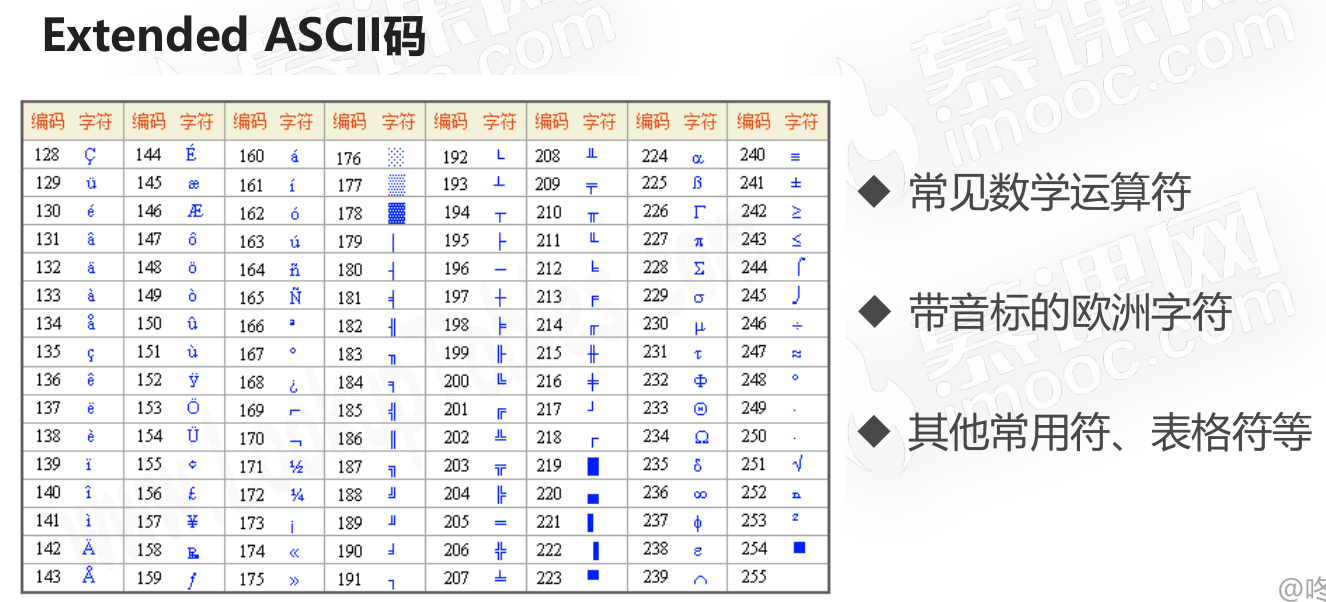 Extended ASCII码
编码 字符 编码 字符 编码 字符 编码 字符 编码 字符 编码 字符 编码 字符 编码 字符
128 Ç 144 É 160 á 176 ░ 192 └ 208 ╨ 224 α 240 ≡
129 ü 145 æ 161 í 177 ▒ 193 ┴ 209 ╤ 225 ß 241 ±
130 é 146 Æ 162 ó 178 ▓ 194 ┬ 210 ╥ 226 Γ 242 ≥
131 â 147 ô 163 ú 179 │ 195 ├ 211 ╙ 227 π 243 ≤
132 ä 148 ö 164 ñ 180 ┤ 196 ─ 212 ╘ 228 Σ 244 ⌠
133 à 149 ò 165 Ñ 181 ╡ 197 ┼ 213 ╒ 229 σ 245 ⌡
134 å 150 û 166 ª 182 ╢ 198 ╞ 214 ╓ 230 µ 246 ÷
135 ç 151 ù 167 º 183 ╖ 199 ╟ 215 ╫ 231 τ 247 ≈
136 ê 152 ÿ 168 ¿ 184 ╕ 200 ╚ 216 ╪ 232 Φ 248 °
137 ë 153 Ö 169 ⌐ 185 ╣ 201 ╔ 217 ┘ 233 Θ 249 ∙
138 è 154 Ü 170 ¬ 186 ║ 202 ╩ 218 ┌ 234 Ω 250 ·
139 ï 155 ¢ 171 ½ 187 ╗ 203 ╦ 219 █ 235 δ 251 √
140 î 156 £ 172 ¼ 188 ╝ 204 ╠ 220 ▄ 236 ∞ 252 ⁿ
141 ì 157 ¥ 173 ¡ 189 ╜ 205 ═ 221 ▌ 237 φ 253 ²
142 Ä 158 ₧ 174 « 190 ╛ 206 ╬ 222 ▐ 238 ε 254 ■
143 Å 159 ƒ 175 » 191 ┐ 207 ╧ 223 ▀ 239 ∩ 255
◆ 常见数学运算符
◆ 带音标的欧洲字符
◆ 其他常用符、表格符等
慕课网
imooc.com
慕课网
imooc.com
@咚